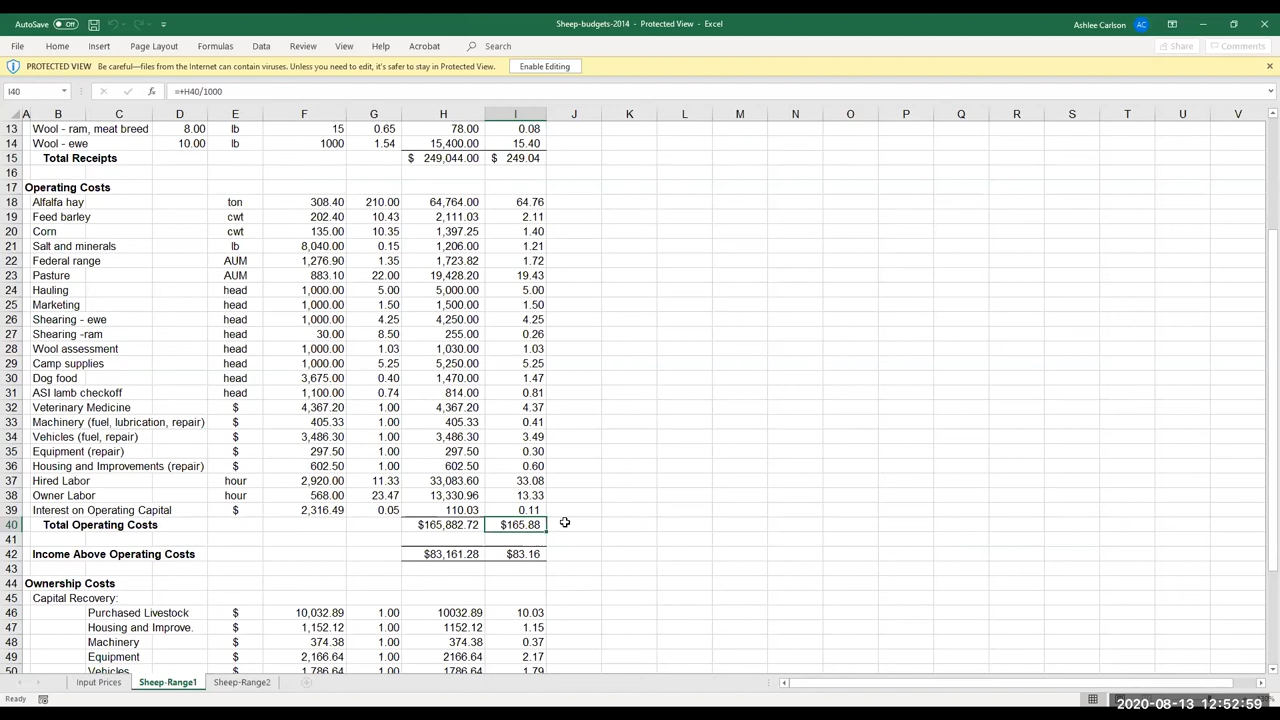 AutoSave Off Sheep-budgets-2014 - Protected View - Excel Ashlee Carlson AC
File Home Insert Page Layout Formulas Data Review View Help Acrobat Search Share Comments
PROTECTED VIEW Be careful—files from the Internet can contain viruses. Unless you need to edit, it's safer to stay in Protected View. Enable Editing
I40 fx =+H40/1000
A B C D E F G H I J K L M N O P Q R S T U V
13 Wool - ram, meat breed 8.00 lb 15 0.65 78.00 0.08
14 Wool - ewe 10.00 lb 1000 1.54 15,400.00 15.40
15 Total Receipts $ 249,044.00 $ 249.04
16
17 Operating Costs
18 Alfalfa hay ton 308.40 210.00 64,764.00 64.76
19 Feed barley cwt 202.40 10.43 2,111.03 2.11
20 Corn cwt 135.00 10.35 1,397.25 1.40
21 Salt and minerals lb 8,040.00 0.15 1,206.00 1.21
22 Federal range AUM 1,276.90 1.35 1,723.82 1.72
23 Pasture AUM 883.10 22.00 19,428.20 19.43
24 Hauling head 1,000.00 5.00 5,000.00 5.00
25 Marketing head 1,000.00 1.50 1,500.00 1.50
26 Shearing - ewe head 1,000.00 4.25 4,250.00 4.25
27 Shearing -ram head 30.00 8.50 255.00 0.26
28 Wool assessment head 1,000.00 1.03 1,030.00 1.03
29 Camp supplies head 1,000.00 5.25 5,250.00 5.25
30 Dog food head 3,675.00 0.40 1,470.00 1.47
31 ASI lamb checkoff head 1,100.00 0.74 814.00 0.81
32 Veterinary Medicine $ 4,367.20 1.00 4,367.20 4.37
33 Machinery (fuel, lubrication, repair) $ 405.33 1.00 405.33 0.41
34 Vehicles (fuel, repair) $ 3,486.30 1.00 3,486.30 3.49
35 Equipment (repair) $ 297.50 1.00 297.50 0.30
36 Housing and Improvements (repair) $ 602.50 1.00 602.50 0.60
37 Hired Labor hour 2,920.00 11.33 33,083.60 33.08
38 Owner Labor hour 568.00 23.47 13,330.96 13.33
39 Interest on Operating Capital $ 2,316.49 0.05 110.03 0.11
40 Total Operating Costs $165,882.72 $165.88
41
42 Income Above Operating Costs $83,161.28 $83.16
43
44 Ownership Costs
45 Capital Recovery:
46 Purchased Livestock $ 10,032.89 1.00 10032.89 10.03
47 Housing and Improve. $ 1,152.12 1.00 1152.12 1.15
48 Machinery $ 374.38 1.00 374.38 0.37
49 Equipment $ 2,166.64 1.00 2166.64 2.17
50 Vehicles $ 1,786.64 1.00 1786.64 1.79
Input Prices Sheep-Range1 Sheep-Range2
Ready
2020-08-13 12:52:59